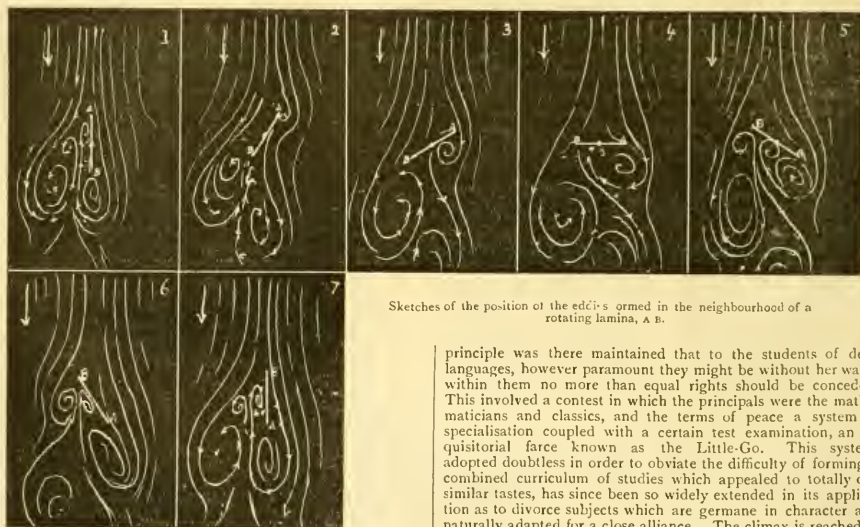 1 2 3 4 5
6 7
Sketches of the position of the eddi·s ormed in the neighbourhood of a
rotating lamina, A B.
principle was there maintained that to the students of de
languages, however paramount they might be without her wa
within them no more than equal rights should be conced
This involved a contest in which the principals were the mat
maticians and classics, and the terms of peace a system
specialisation coupled with a certain test examination, an
quisitorial farce known as the Little-Go. This syste
adopted doubtless in order to obviate the difficulty of forming
combined curriculum of studies which appealed to totally d
similar tastes, has since been so widely extended in its appli
tion as to divorce subjects which are germane in character a
naturally adapted for a close alliance. The climax is reached